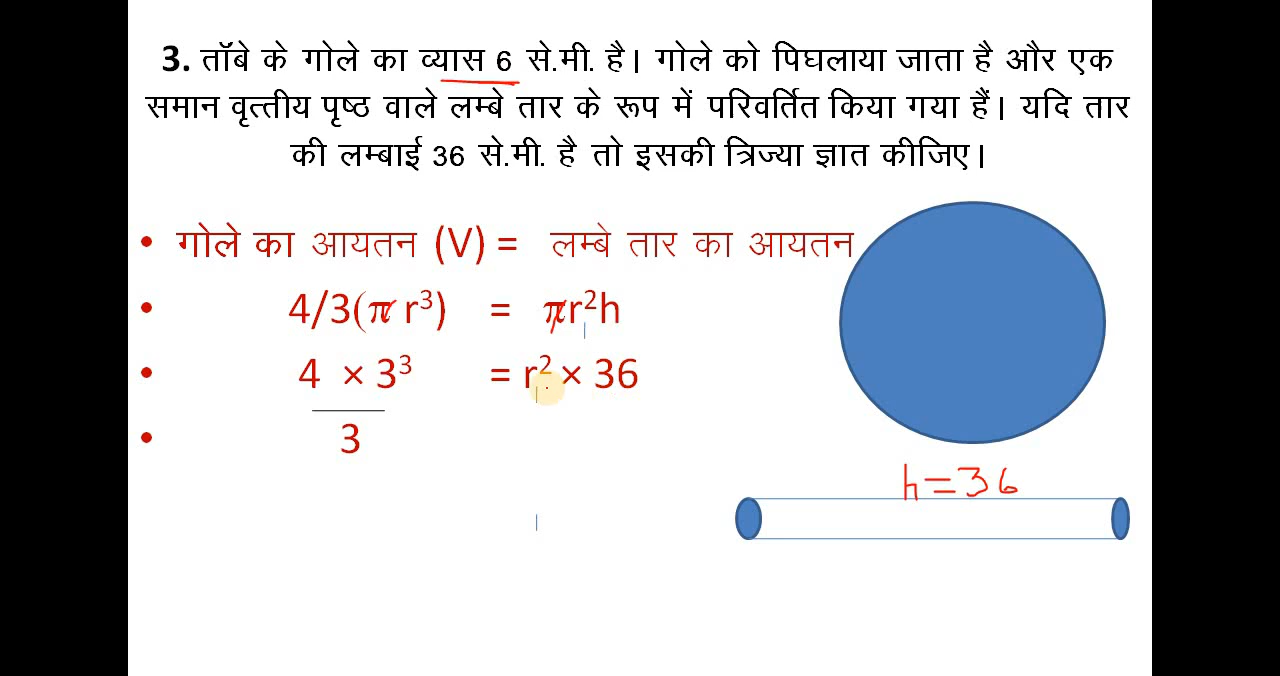 3. ताँबे के गोले का व्यास 6 से.मी. है। गोले को पिघलाया जाता है और एक
समान वृत्तीय पृष्ठ वाले लम्बे तार के रूप में परिवर्तित किया गया हैं। यदि तार
की लम्बाई 36 से.मी. है तो इसकी त्रिज्या ज्ञात कीजिए।
• गोले का आयतन (V) = लम्बे तार का आयतन
• 4/3(π r³) = πr²h
• 4 × 3³ = r² × 36
• 3
h=36